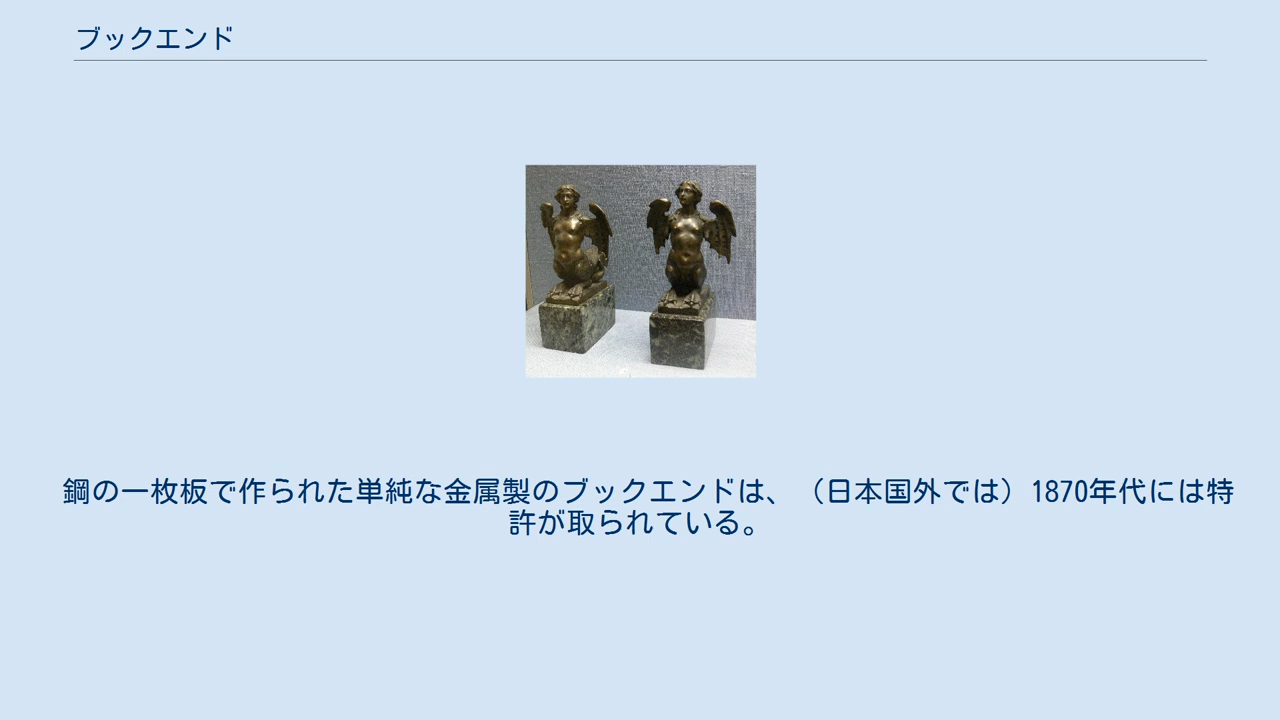 ブックエンド
鋼の一枚板で作られた単純な金属製のブックエンドは、（日本国外では）1870年代には特
許が取られている。